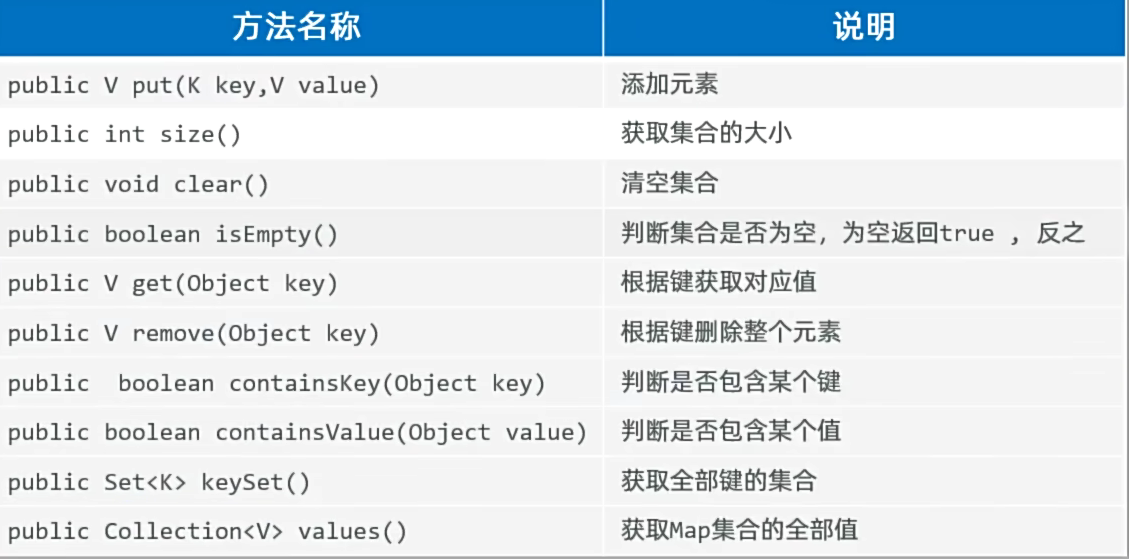 方法名称 说明
public V put(K key,V value) 添加元素
public int size() 获取集合的大小
public void clear() 清空集合
public boolean isEmpty() 判断集合是否为空，为空返回true , 反之
public V get(Object key) 根据键获取对应值
public V remove(Object key) 根据键删除整个元素
public  boolean containsKey(Object key) 判断是否包含某个键
public boolean containsValue(Object value) 判断是否包含某个值
public Set<K> keySet() 获取全部键的集合
public Collection<V> values() 获取Map集合的全部值